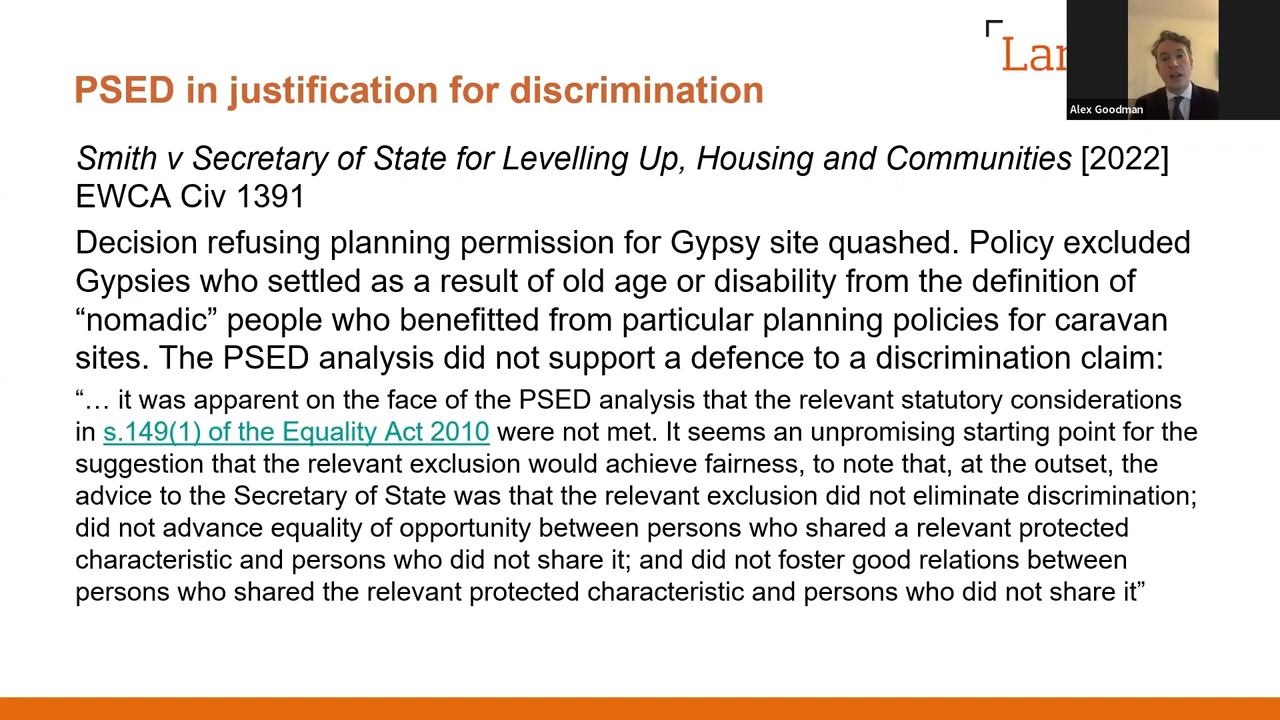 Lan
Alex Goodman
PSED in justification for discrimination
Smith v Secretary of State for Levelling Up, Housing and Communities [2022]
EWCA Civ 1391
Decision refusing planning permission for Gypsy site quashed. Policy excluded
Gypsies who settled as a result of old age or disability from the definition of
“nomadic” people who benefitted from particular planning policies for caravan
sites. The PSED analysis did not support a defence to a discrimination claim:
“… it was apparent on the face of the PSED analysis that the relevant statutory considerations
in s.149(1) of the Equality Act 2010 were not met. It seems an unpromising starting point for the
suggestion that the relevant exclusion would achieve fairness, to note that, at the outset, the
advice to the Secretary of State was that the relevant exclusion did not eliminate discrimination;
did not advance equality of opportunity between persons who shared a relevant protected
characteristic and persons who did not share it; and did not foster good relations between
persons who shared the relevant protected characteristic and persons who did not share it”